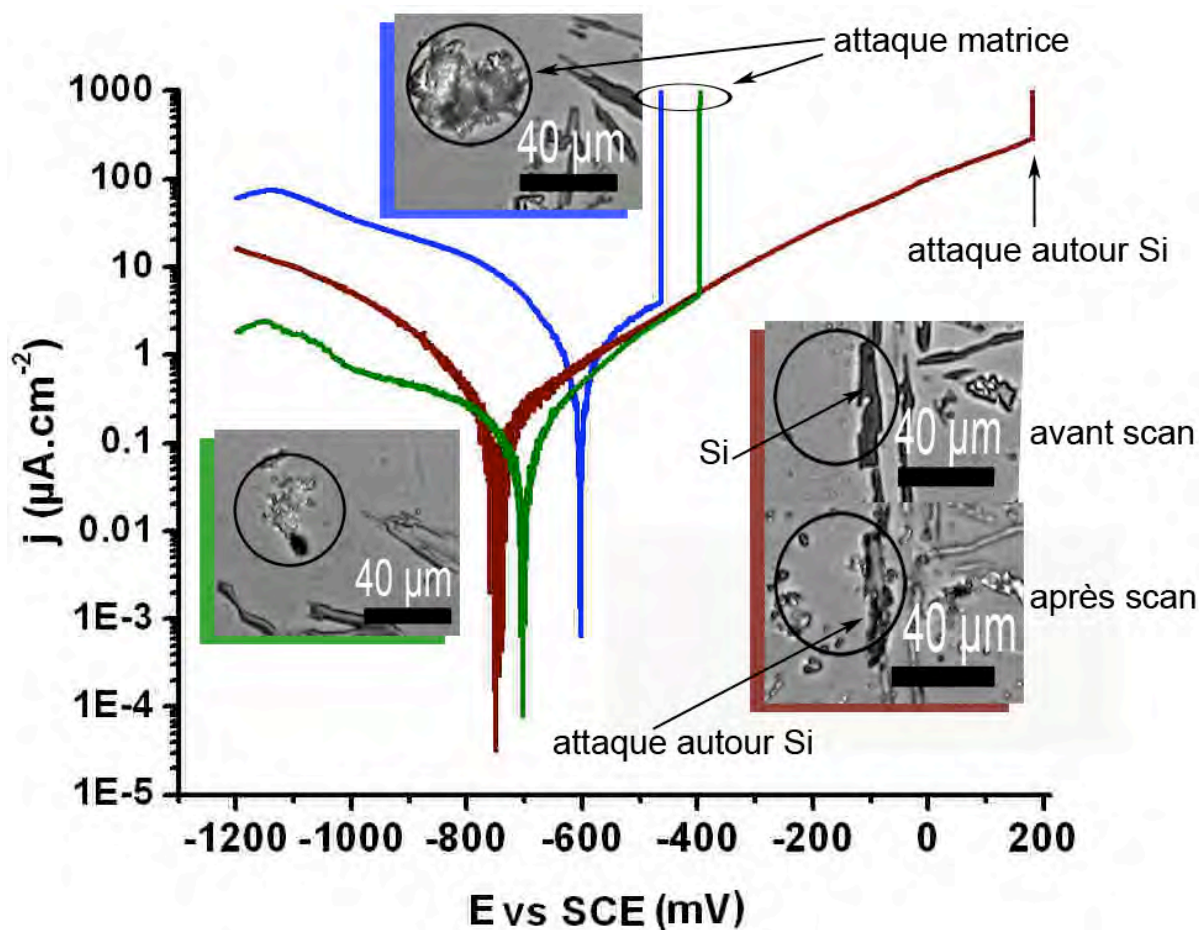 attaque matrice
1000
100
10
1
0.1
0.01
1E-3
1E-4
1E-5
j (µA.cm-2)
40 µm
attaque autour Si
Si
40 µm
avant scan
40 µm
40 µm
après scan
attaque autour Si
-1200
-1000
-800
-600
-400
-200
0
200
E vs SCE (mV)